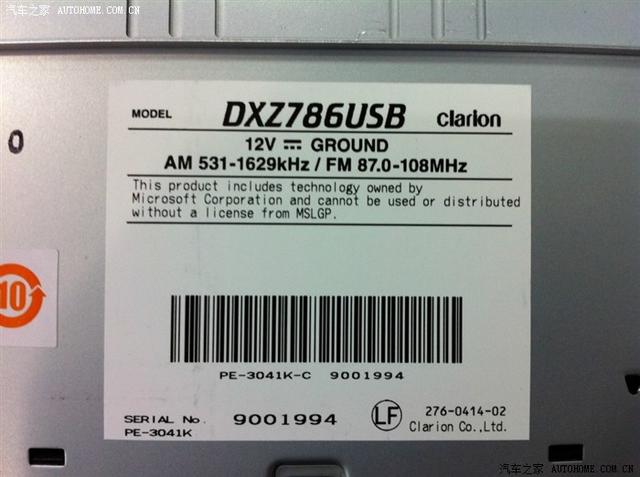 汽车之家 AUTOHOME.COM.CN
MODEL DXZ786USB clarion
12V ⎓ GROUND
AM 531-1629kHz / FM 87.0-108MHz
This product includes technology owned by
Microsoft Corporation and cannot be used or distributed
without a license from MSLGP.
0
10
PE-3041K-C 9001994
SERIAL No. 9001994 LF 276-0414-02
PE-3041K Clarion Co.,Ltd.
汽车之家 AUTOHOME.COM.CN